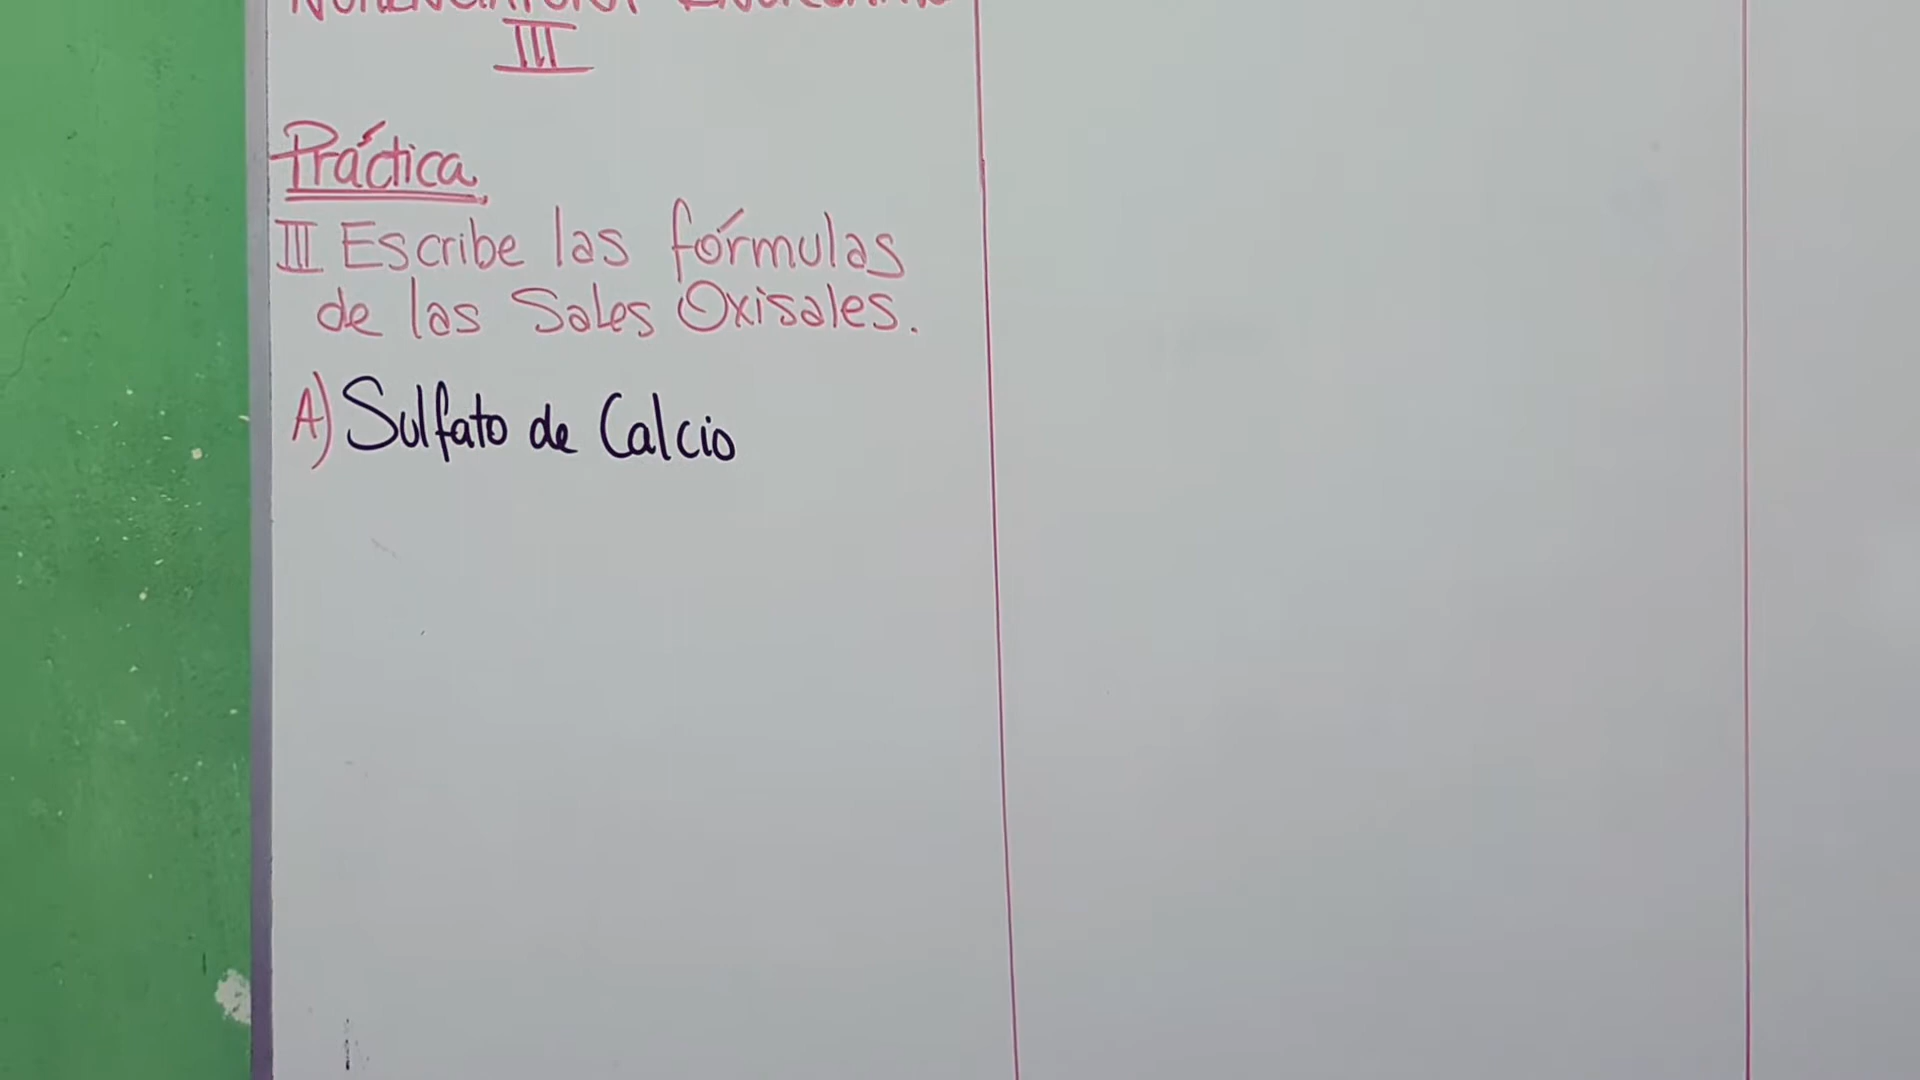 III
Práctica
III Escribe las fórmulas
de las Sales Oxisales.
A) Sulfato de Calcio